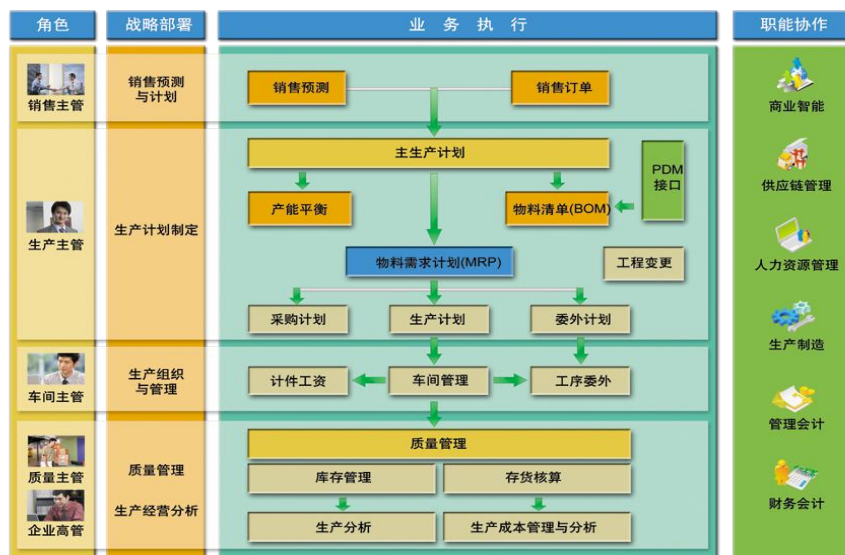 角色
战略部署
业务执行
职能协作
销售主管
销售预测
与计划
销售预测
销售订单
商业智能
生产主管
生产计划制定
主生产计划
PDM
接口
产能平衡
物料清单(BOM)
供应链管理
物料需求计划(MRP)
工程变更
人力资源管理
采购计划
生产计划
委外计划
生产制造
车间主管
生产组织
与管理
计件工资
车间管理
工序委外
管理会计
质量主管
质量管理
质量管理
库存管理
存货核算
财务会计
企业高管
生产经营分析
生产分析
生产成本管理与分析